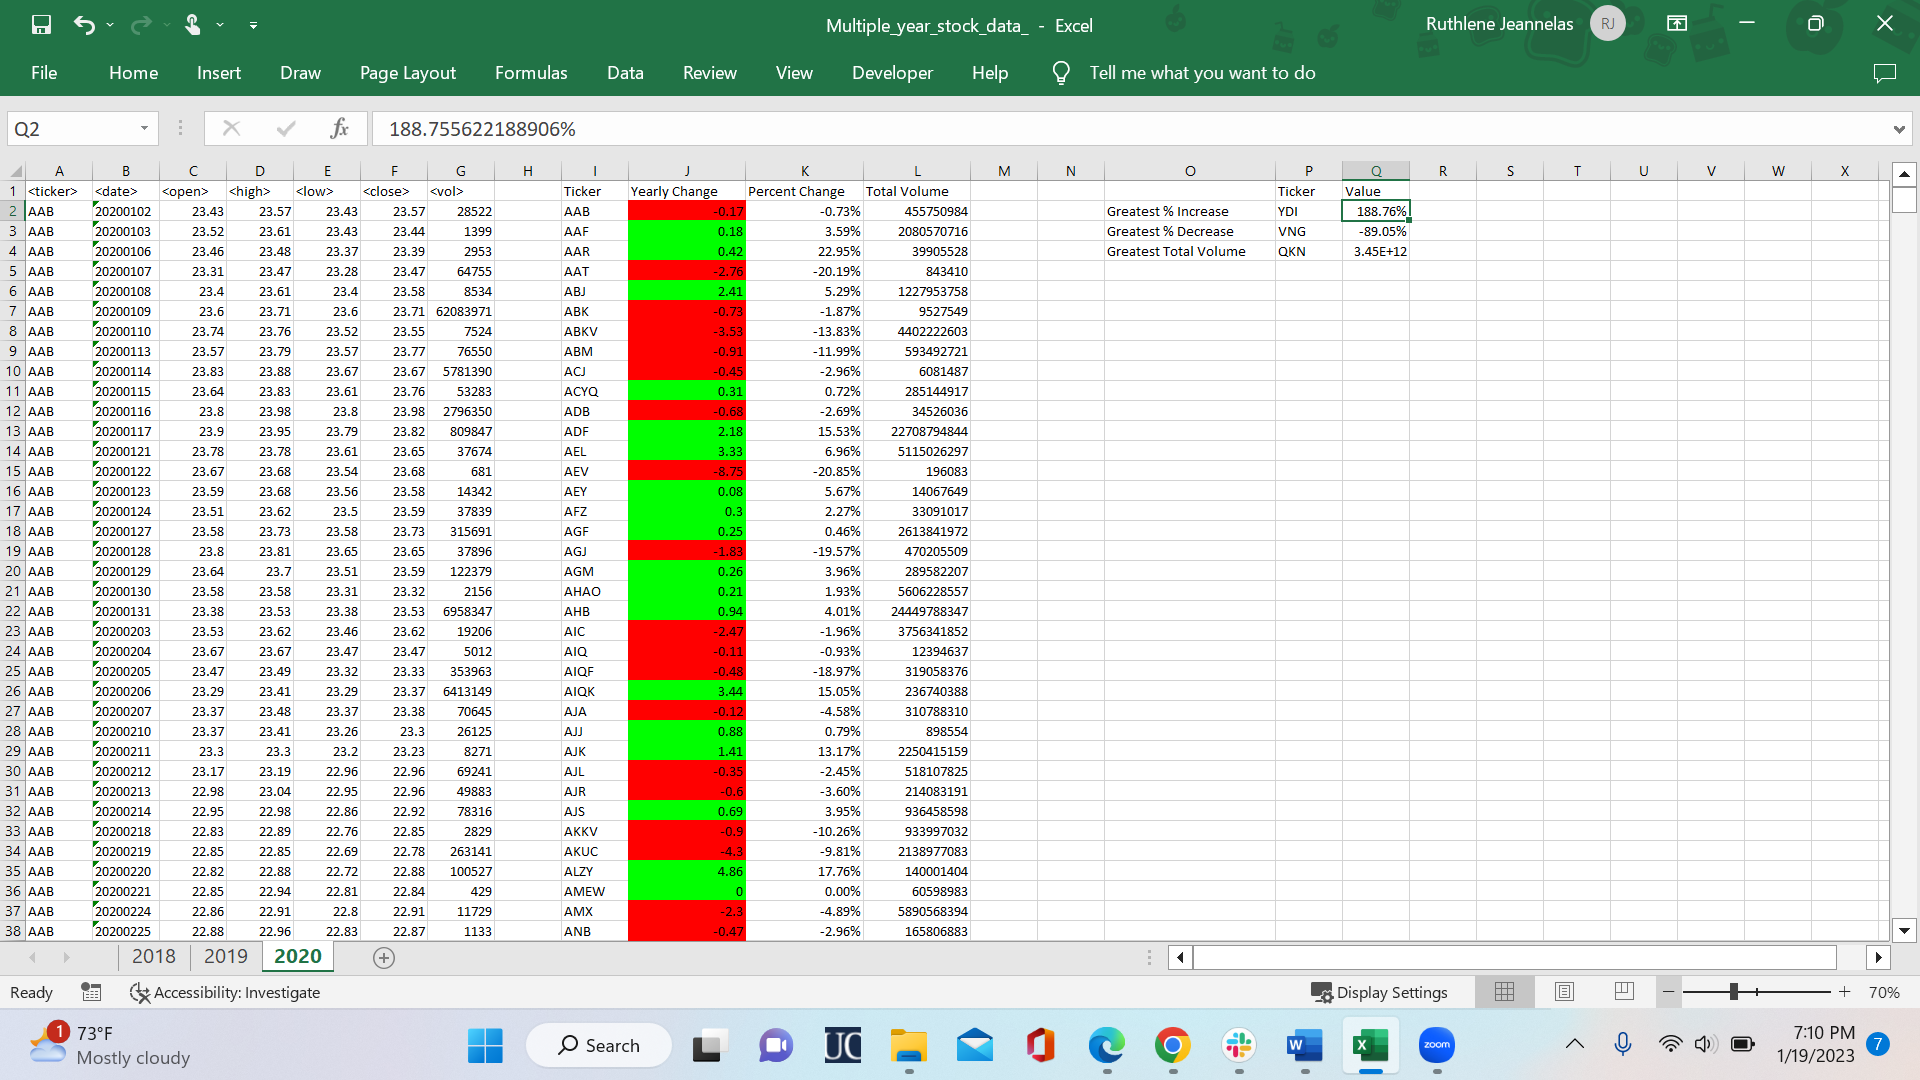 Multiple_year_stock_data_ - Excel
Ruthlene Jeannelas RJ
File Home Insert Draw Page Layout Formulas Data Review View Developer Help Tell me what you want to do
Q2 fx 188.755622188906%
A B C D E F G H I J K L M N O P Q R S T U V W X
1 <ticker> <date> <open> <high> <low> <close> <vol> Ticker Yearly Change Percent Change Total Volume Ticker Value
2 AAB 20200102 23.43 23.57 23.43 23.57 28522 AAB -0.17 -0.73% 455750984 Greatest % Increase YDI 188.76%
3 AAB 20200103 23.52 23.61 23.43 23.44 1399 AAF 0.18 3.59% 2080570716 Greatest % Decrease VNG -89.05%
4 AAB 20200106 23.46 23.48 23.37 23.39 2953 AAR 0.42 22.95% 39905528 Greatest Total Volume QKN 3.45E+12
5 AAB 20200107 23.31 23.47 23.28 23.47 64755 AAT -2.76 -20.19% 843410
6 AAB 20200108 23.4 23.61 23.4 23.58 8534 ABJ 2.41 5.29% 1227953758
7 AAB 20200109 23.6 23.71 23.6 23.71 62083971 ABK -0.73 -1.87% 9527549
8 AAB 20200110 23.74 23.76 23.52 23.55 7524 ABKV -3.53 -13.83% 4402222603
9 AAB 20200113 23.57 23.79 23.57 23.77 76550 ABM -0.91 -11.99% 593492721
10 AAB 20200114 23.83 23.88 23.67 23.67 5781390 ACJ -0.45 -2.96% 6081487
11 AAB 20200115 23.64 23.83 23.61 23.76 53283 ACYQ 0.31 0.72% 285144917
12 AAB 20200116 23.8 23.98 23.8 23.98 2796350 ADB -0.68 -2.69% 34526036
13 AAB 20200117 23.9 23.95 23.79 23.82 809847 ADF 2.18 15.53% 22708794844
14 AAB 20200121 23.78 23.78 23.61 23.65 37674 AEL 3.33 6.96% 5115026297
15 AAB 20200122 23.67 23.68 23.54 23.68 681 AEV -8.75 -20.85% 196083
16 AAB 20200123 23.59 23.68 23.56 23.58 14342 AEY 0.08 5.67% 14067649
17 AAB 20200124 23.51 23.62 23.5 23.59 37839 AFZ 0.3 2.27% 33091017
18 AAB 20200127 23.58 23.73 23.58 23.73 315691 AGF 0.25 0.46% 2613841972
19 AAB 20200128 23.8 23.81 23.65 23.65 37896 AGJ -1.83 -19.57% 470205509
20 AAB 20200129 23.64 23.7 23.51 23.59 122379 AGM 0.26 3.96% 289582207
21 AAB 20200130 23.58 23.58 23.31 23.32 2156 AHAO 0.21 1.93% 5606228557
22 AAB 20200131 23.38 23.53 23.38 23.53 6958347 AHB 0.94 4.01% 24449788347
23 AAB 20200203 23.53 23.62 23.46 23.62 19206 AIC -2.47 -1.96% 3756341852
24 AAB 20200204 23.67 23.67 23.47 23.47 5012 AIQ -0.11 -0.93% 12394637
25 AAB 20200205 23.47 23.49 23.32 23.33 353963 AIQF -0.48 -18.97% 319058376
26 AAB 20200206 23.29 23.41 23.29 23.37 6413149 AIQK 3.44 15.05% 236740388
27 AAB 20200207 23.37 23.48 23.37 23.38 70645 AJA -0.12 -4.58% 310788310
28 AAB 20200210 23.37 23.41 23.26 23.3 26125 AJJ 0.88 0.79% 898554
29 AAB 20200211 23.3 23.3 23.2 23.23 8271 AJK 1.41 13.17% 2250415159
30 AAB 20200212 23.17 23.19 22.96 22.96 69241 AJL -0.35 -2.45% 518107825
31 AAB 20200213 22.98 23.04 22.95 22.96 49883 AJR -0.6 -3.60% 214083191
32 AAB 20200214 22.95 22.98 22.86 22.92 78316 AJS 0.69 3.95% 936458598
33 AAB 20200218 22.83 22.89 22.76 22.85 2829 AKKV -0.9 -10.26% 933997032
34 AAB 20200219 22.85 22.85 22.69 22.78 263141 AKUC -4.3 -9.81% 2138977083
35 AAB 20200220 22.82 22.88 22.72 22.88 100527 ALZY 4.86 17.76% 140001404
36 AAB 20200221 22.85 22.94 22.81 22.84 429 AMEW 0 0.00% 60598983
37 AAB 20200224 22.86 22.91 22.8 22.91 11729 AMX -2.3 -4.89% 5890568394
38 AAB 20200225 22.88 22.96 22.83 22.87 1133 ANB -0.47 -2.96% 165806883
2018 2019 2020
Ready Accessibility: Investigate Display Settings 70%
1 73°F
Mostly cloudy
Search
UC
W
X
zoom
7:10 PM
1/19/2023
7